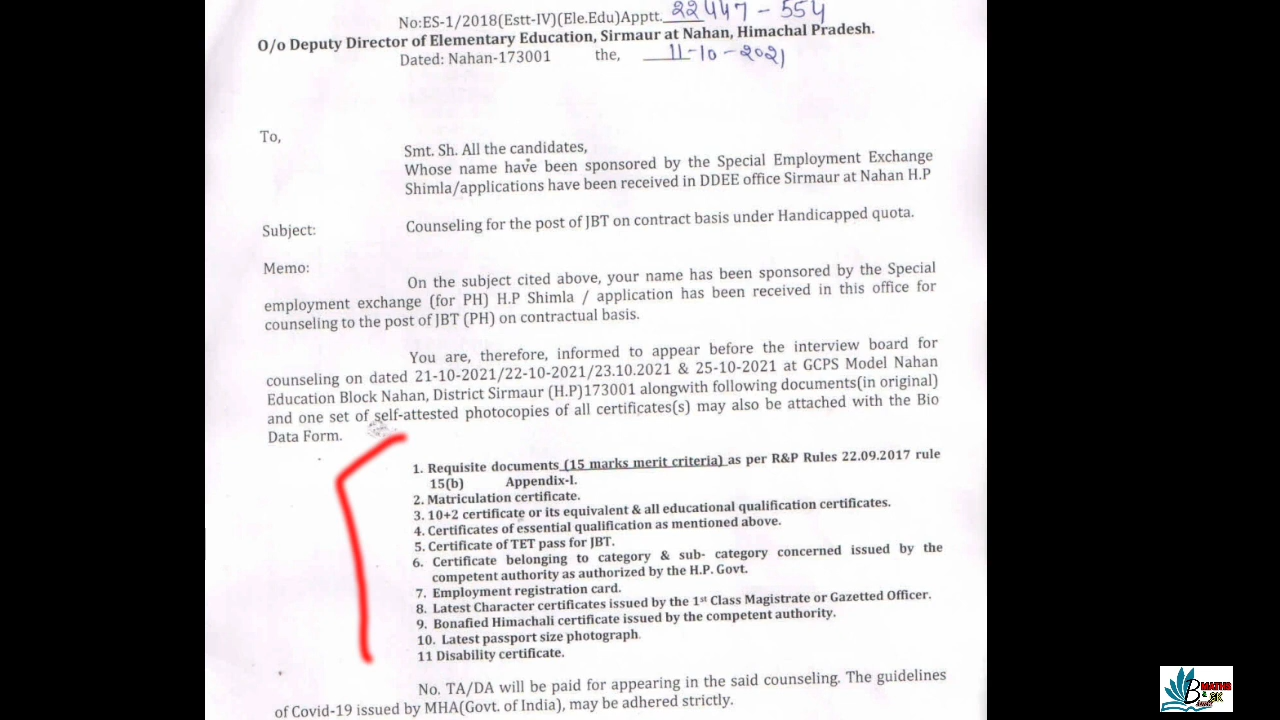 No:ES-1/2018(Estt-IV)(Ele.Edu)Apptt. 22447-554
O/o Deputy Director of Elementary Education, Sirmaur at Nahan, Himachal Pradesh.
Dated: Nahan-173001 the, 11-10-2021
To,
Smt. Sh. All the candidates,
Whose name have been sponsored by the Special Employment Exchange
Shimla/applications have been received in DDEE office Sirmaur at Nahan H.P
Subject: Counseling for the post of JBT on contract basis under Handicapped quota.
Memo:
On the subject cited above, your name has been sponsored by the Special
employment exchange (for PH) H.P Shimla / application has been received in this office for
counseling to the post of JBT (PH) on contractual basis.
You are, therefore, informed to appear before the interview board for
counseling on dated 21-10-2021/22-10-2021/23.10.2021 & 25-10-2021 at GCPS Model Nahan
Education Block Nahan, District Sirmaur (H.P)173001 alongwith following documents(in original)
and one set of self-attested photocopies of all certificates(s) may also be attached with the Bio
Data Form.
1. Requisite documents (15 marks merit criteria) as per R&P Rules 22.09.2017 rule
15(b) Appendix-I.
2. Matriculation certificate.
3. 10+2 certificate or its equivalent & all educational qualification certificates.
4. Certificates of essential qualification as mentioned above.
5. Certificate of TET pass for JBT.
6. Certificate belonging to category & sub- category concerned issued by the
competent authority as authorized by the H.P. Govt.
7. Employment registration card.
8. Latest Character certificates issued by the 1st Class Magistrate or Gazetted Officer.
9. Bonafied Himachali certificate issued by the competent authority.
10. Latest passport size photograph.
11 Disability certificate.
No. TA/DA will be paid for appearing in the said counseling. The guidelines
of Covid-19 issued by MHA(Govt. of India), may be adhered strictly.